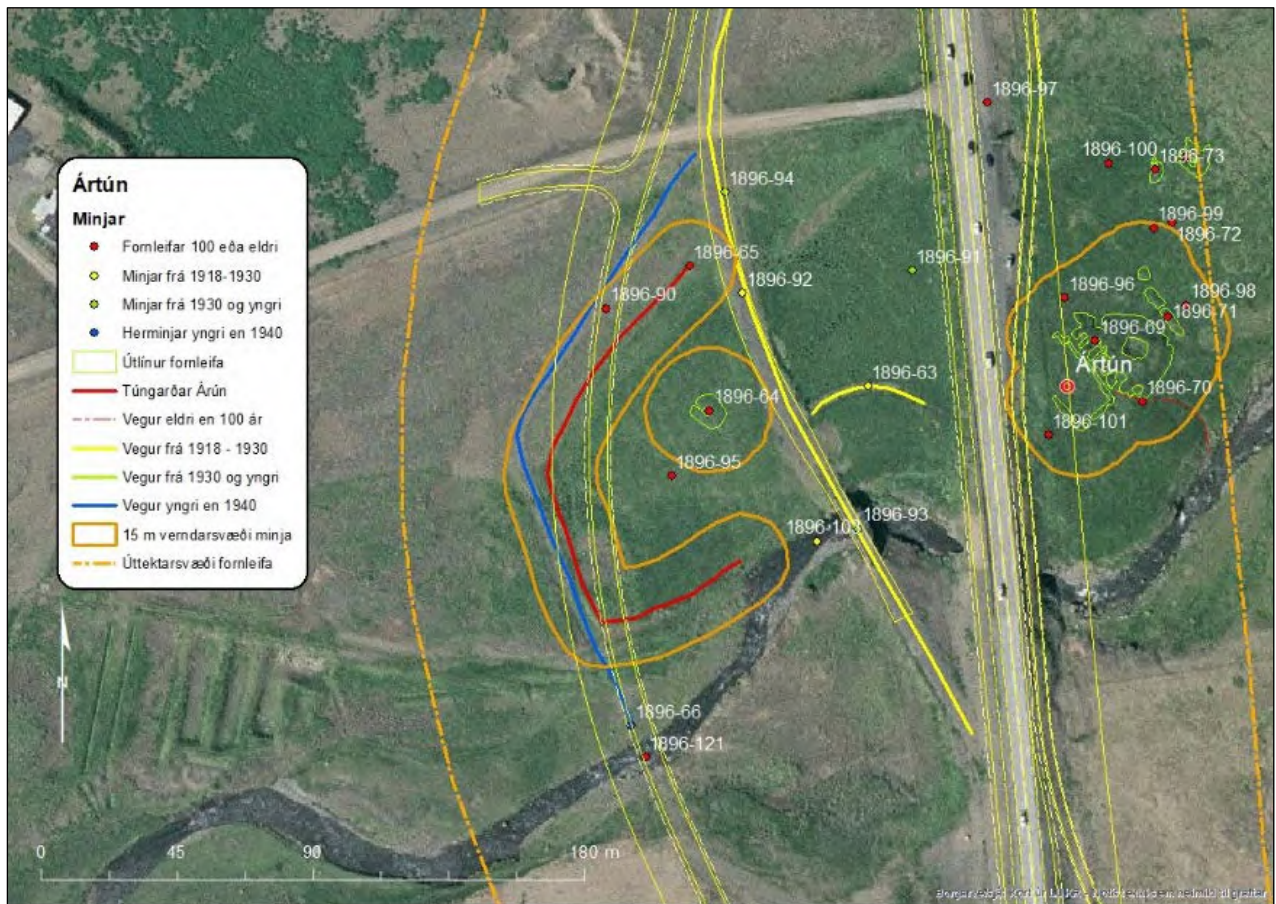 Ártún
Minjar
Fornleifar 100 eða eldri
Minjar frá 1918-1930
Minjar frá 1930 og yngri
Herminjar yngri en 1940
Útlínur fornleifa
Túngarðar Árún
Vegur eldri en 100 ár
Vegur frá 1918 - 1930
Vegur frá 1930 og yngri
Vegur yngri en 1940
15 m verndarsvæði minja
Úttektarsvæði fornleifa
N
0 45 90 180 m
1896-97
1896-100
1896-73
1896-94
1896-99
1896-72
1896-65
1896-91
1896-92
1896-90
1896-96
1896-98
1896-71
1896-69
Ártún
1896-63
1896-70
1896-64
1896-101
1896-95
1896-93
1896-103
1896-66
1896-121